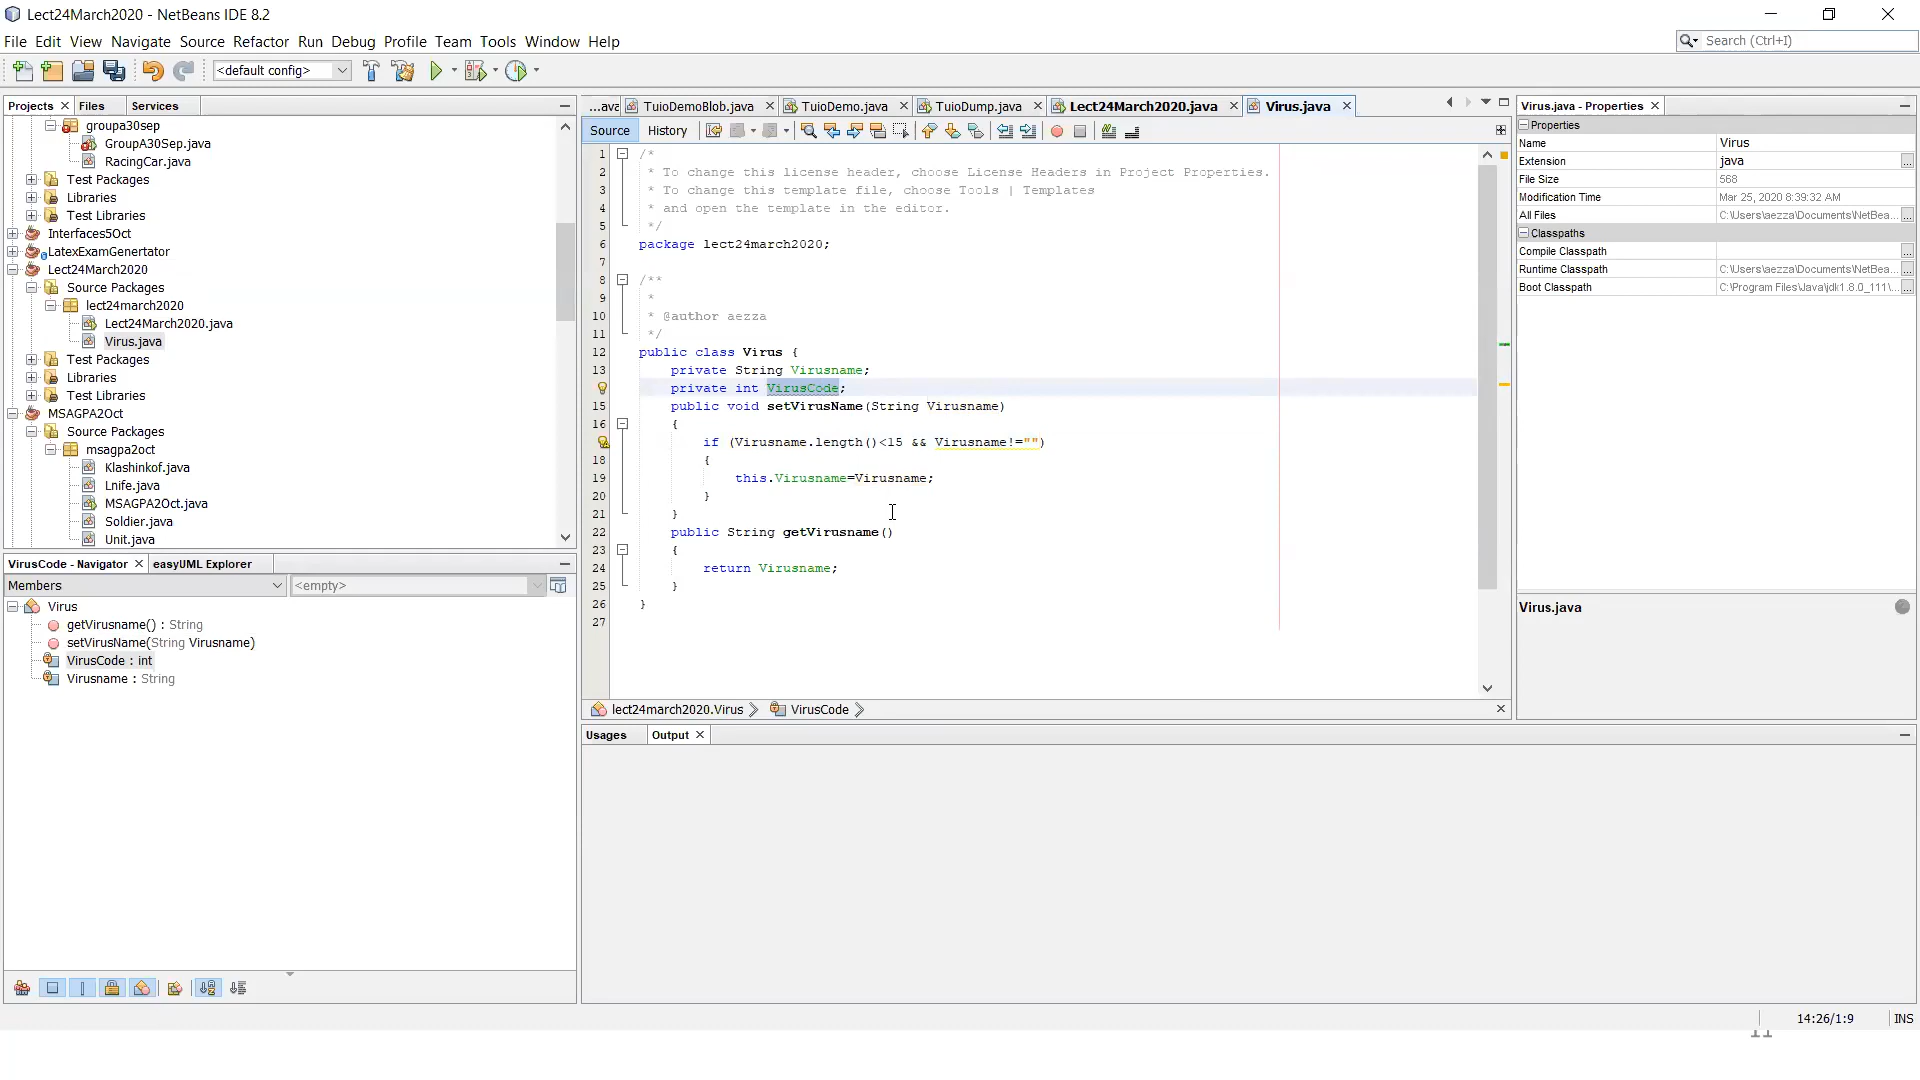 Lect24March2020 - NetBeans IDE 8.2
File Edit View Navigate Source Refactor Run Debug Profile Team Tools Window Help
Search (Ctrl+I)
<default config>
Projects Files Services
groupa30sep
GroupA30Sep.java
RacingCar.java
Test Packages
Libraries
Test Libraries
Interfaces5Oct
LatexExamGenertator
Lect24March2020
Source Packages
lect24march2020
Lect24March2020.java
Virus.java
Test Packages
Libraries
Test Libraries
MSAGPA2Oct
Source Packages
msagpa2oct
Klashinkof.java
Lnife.java
MSAGPA2Oct.java
Soldier.java
Unit.java
VirusCode - Navigator easyUML Explorer
Members <empty>
Virus
getVirusname() : String
setVirusName(String Virusname)
VirusCode : int
Virusname : String
...ava TuioDemoBlob.java TuioDemo.java TuioDump.java Lect24March2020.java Virus.java
Source History
1 /*
2 * To change this license header, choose License Headers in Project Properties.
3 * To change this template file, choose Tools | Templates
4 * and open the template in the editor.
5 */
6 package lect24march2020;
7
8 /**
9 *
10 * @author aezza
11 */
12 public class Virus {
13 private String Virusname;
private int VirusCode;
15 public void setVirusName(String Virusname)
16 {
if (Virusname.length()<15 && Virusname!="")
18 {
19 this.Virusname=Virusname;
20 }
21 }
22 public String getVirusname()
23 {
24 return Virusname;
25 }
26 }
27
lect24march2020.Virus VirusCode
Usages Output
Virus.java - Properties
Properties
Name Virus
Extension java
File Size 568
Modification Time Mar 25, 2020 8:39:32 AM
All Files C:\Users\aezza\Documents\NetBea...
Classpaths
Compile Classpath
Runtime Classpath C:\Users\aezza\Documents\NetBea...
Boot Classpath C:\Program Files\Java\jdk1.8.0_111\...
Virus.java
14:26/1:9 INS